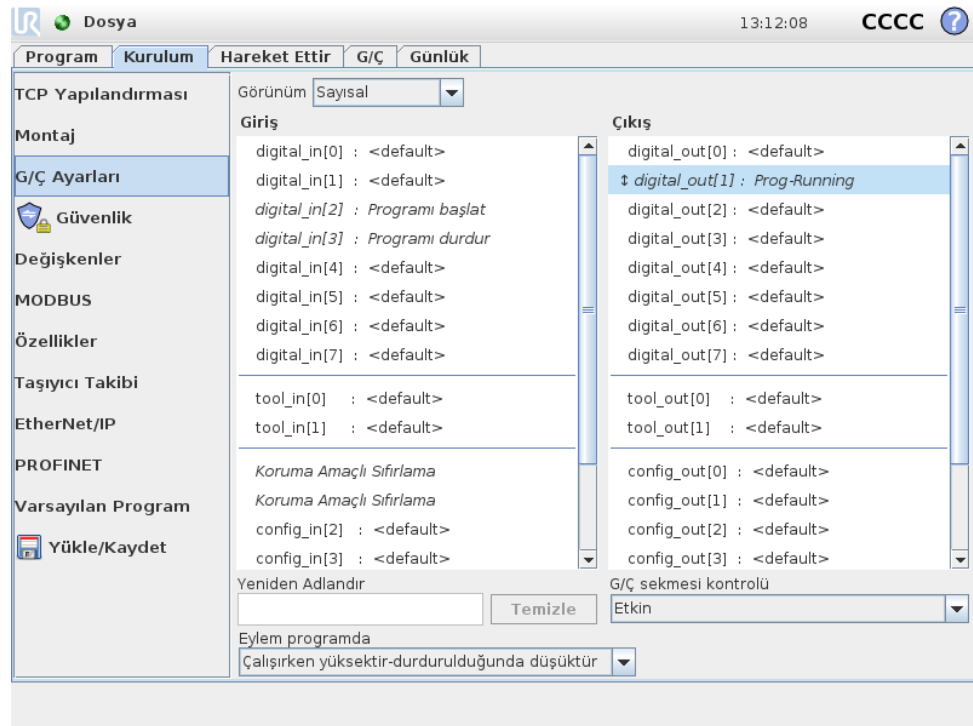 UR Dosya 13:12:08 CCCC ?
Program Kurulum Hareket Ettir G/Ç Günlük
TCP Yapılandırması
Montaj
G/Ç Ayarları
Güvenlik
Değişkenler
MODBUS
Özellikler
Taşıyıcı Takibi
EtherNet/IP
PROFINET
Varsayılan Program
Yükle/Kaydet
Görünüm Sayısal
Giriş
digital_in[0] : <default>
digital_in[1] : <default>
digital_in[2] : Programı başlat
digital_in[3] : Programı durdur
digital_in[4] : <default>
digital_in[5] : <default>
digital_in[6] : <default>
digital_in[7] : <default>
tool_in[0] : <default>
tool_in[1] : <default>
Koruma Amaçlı Sıfırlama
Koruma Amaçlı Sıfırlama
config_in[2] : <default>
config_in[3] : <default>
Çıkış
digital_out[0] : <default>
↕ digital_out[1] : Prog-Running
digital_out[2] : <default>
digital_out[3] : <default>
digital_out[4] : <default>
digital_out[5] : <default>
digital_out[6] : <default>
digital_out[7] : <default>
tool_out[0] : <default>
tool_out[1] : <default>
config_out[0] : <default>
config_out[1] : <default>
config_out[2] : <default>
config_out[3] : <default>
Yeniden Adlandır
Temizle
G/Ç sekmesi kontrolü
Etkin
Eylem programda
Çalışırken yüksektir-durdurulduğunda düşüktür